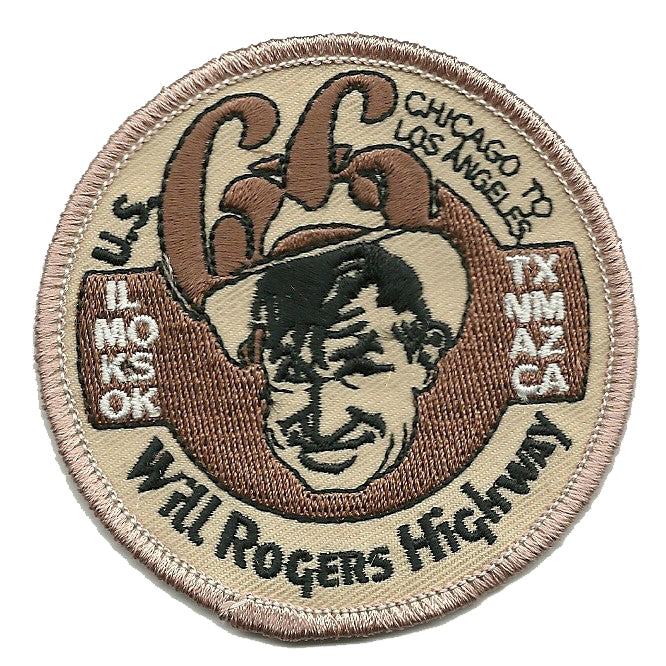 U.S.
66
CHICAGO TO
LOS ANGELES
IL
MO
KS
OK
TX
NM
AZ
CA
Will Rogers Highway